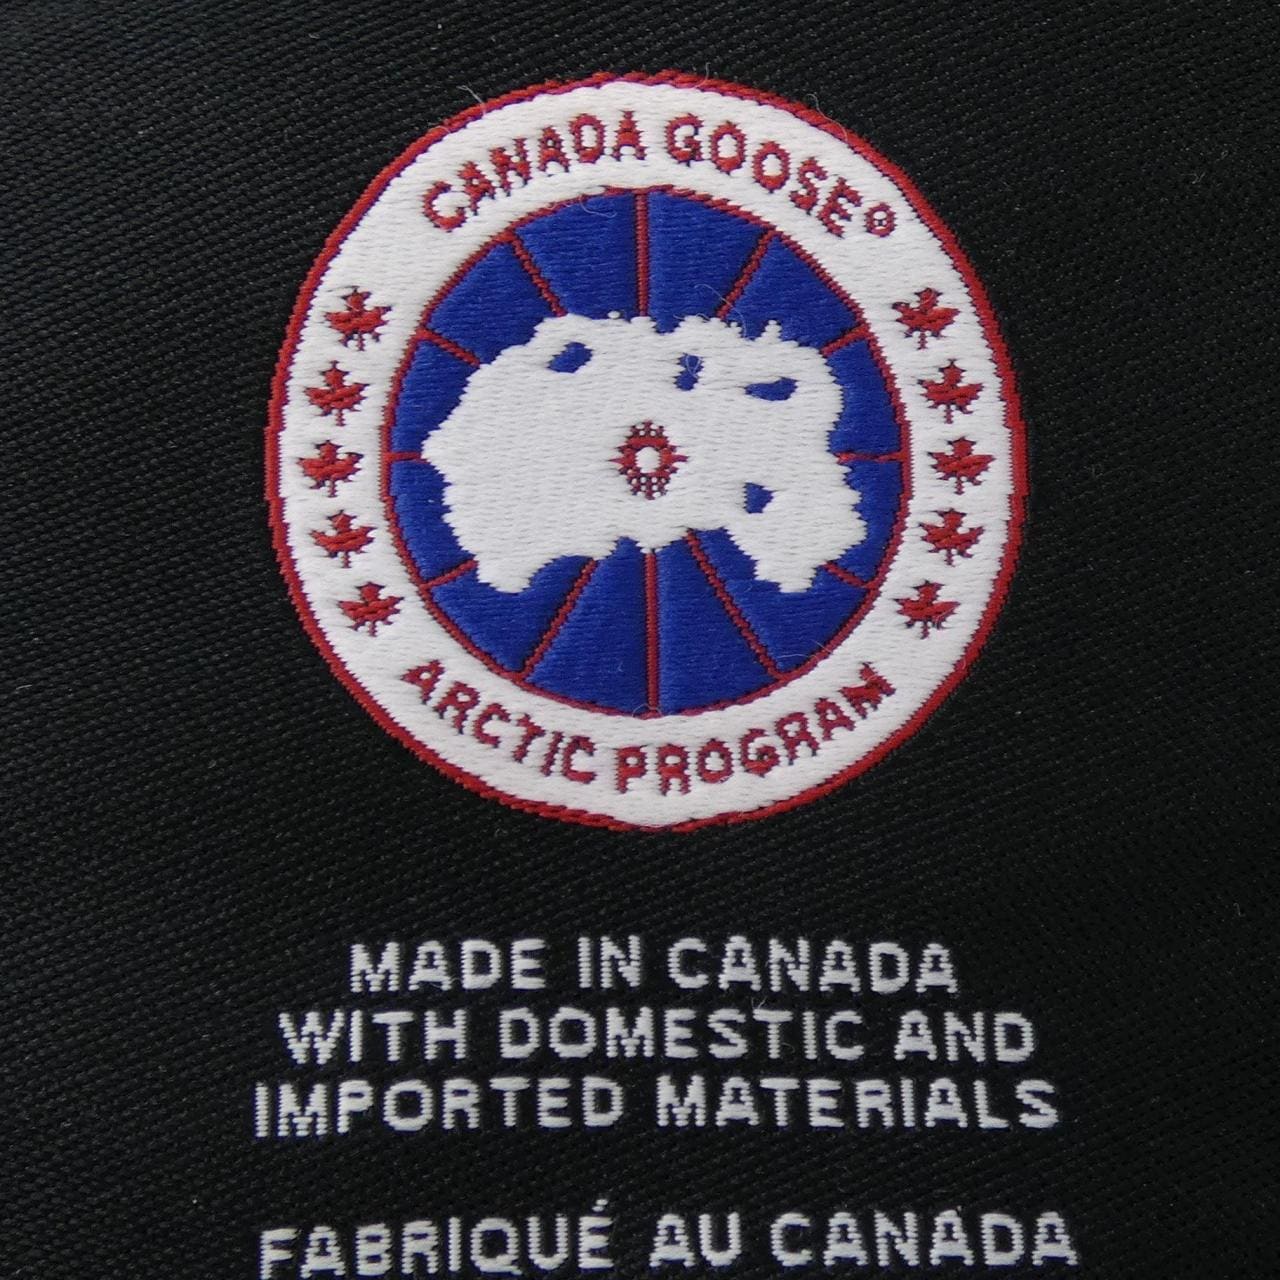 CANADA GOOSE®
ARCTIC PROGRAM
MADE IN CANADA
WITH DOMESTIC AND
IMPORTED MATERIALS
FABRIQUÉ AU CANADA